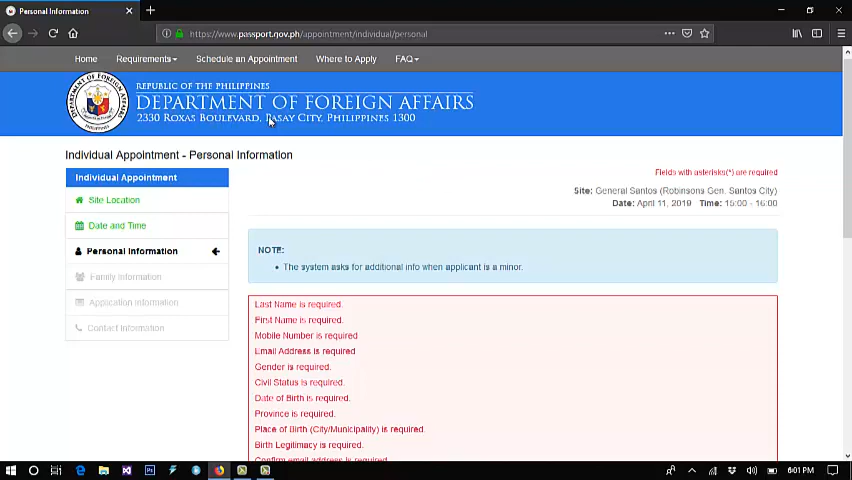 Personal Information
https://www.passport.gov.ph/appointment/individual/personal
Home Requirements Schedule an Appointment Where to Apply FAQ
REPUBLIC OF THE PHILIPPINES
DEPARTMENT OF FOREIGN AFFAIRS
2330 ROXAS BOULEVARD, PASAY CITY, PHILIPPINES 1300
Individual Appointment - Personal Information
Fields with asterisks(*) are required
Individual Appointment
Site Location
Date and Time
Personal Information
Family Information
Application Information
Contact Information
Site: General Santos (Robinsons Gen. Santos City)
Date: April 11, 2019 Time: 15:00 - 16:00
NOTE:
The system asks for additional info when applicant is a minor.
Last Name is required.
First Name is required.
Mobile Number is required
Email Address is required
Gender is required.
Civil Status is required.
Date of Birth is required.
Province is required.
Place of Birth (City/Municipality) is required.
Birth Legitimacy is required.
Confirm email address is required.
6:01 PM